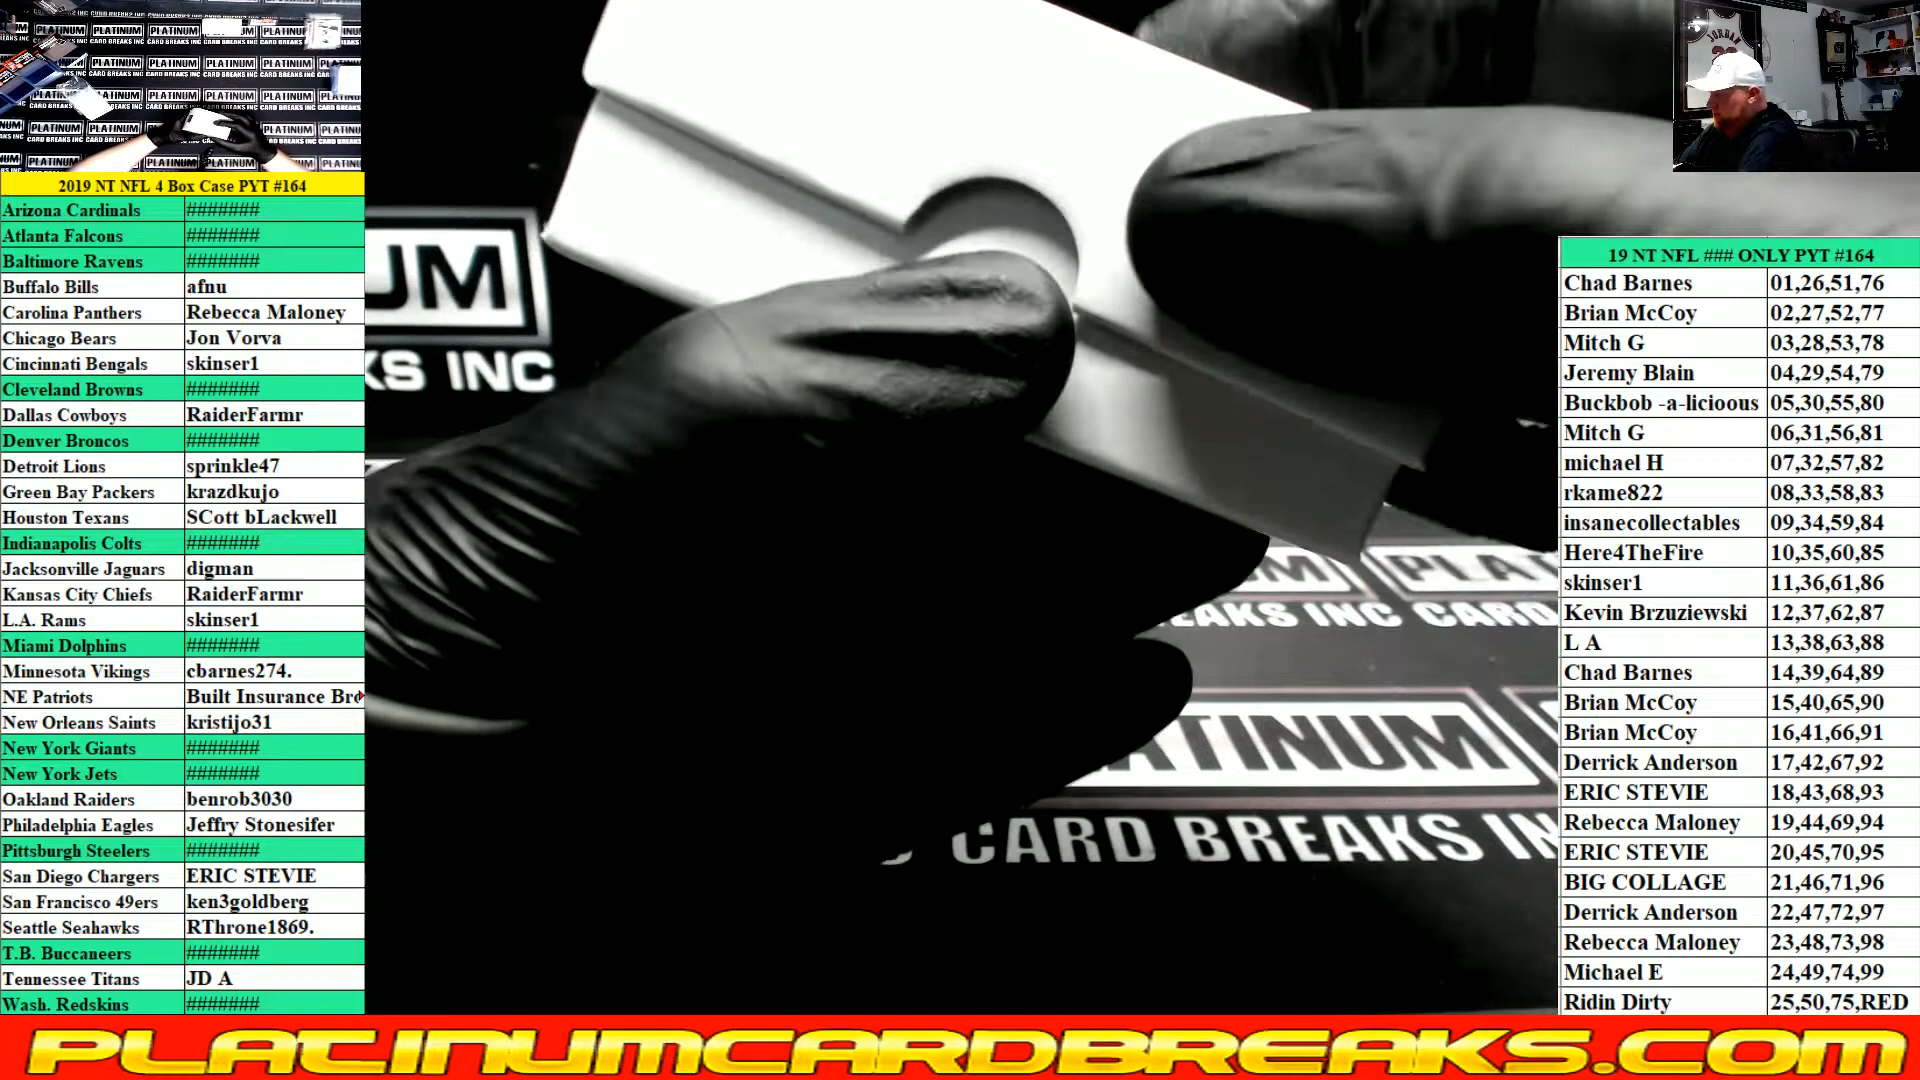 2019 NT NFL 4 Box Case PYT #164
Arizona Cardinals #######
Atlanta Falcons #######
Baltimore Ravens #######
Buffalo Bills afnu
Carolina Panthers Rebecca Maloney
Chicago Bears Jon Vorva
Cincinnati Bengals skinser1
Cleveland Browns #######
Dallas Cowboys RaiderFarmr
Denver Broncos #######
Detroit Lions sprinkle47
Green Bay Packers krazdkujo
Houston Texans SCott bLackwell
Indianapolis Colts #######
Jacksonville Jaguars digman
Kansas City Chiefs RaiderFarmr
L.A. Rams skinser1
Miami Dolphins #######
Minnesota Vikings cbarnes274.
NE Patriots Built Insurance Bro
New Orleans Saints kristijo31
New York Giants #######
New York Jets #######
Oakland Raiders benrob3030
Philadelphia Eagles Jeffry Stonesifer
Pittsburgh Steelers #######
San Diego Chargers ERIC STEVIE
San Francisco 49ers ken3goldberg
Seattle Seahawks RThrone1869.
T.B. Buccaneers #######
Tennessee Titans JD A
Wash. Redskins #######
UM
KS INC
PLAT
EAKS INC CARD
ATINUM
CARD BREAKS IN
JORDAN
19 NT NFL ### ONLY PYT #164
Chad Barnes 01,26,51,76
Brian McCoy 02,27,52,77
Mitch G 03,28,53,78
Jeremy Blain 04,29,54,79
Buckbob -a-licioous 05,30,55,80
Mitch G 06,31,56,81
michael H 07,32,57,82
rkame822 08,33,58,83
insanecollectables 09,34,59,84
Here4TheFire 10,35,60,85
skinser1 11,36,61,86
Kevin Brzuziewski 12,37,62,87
L A 13,38,63,88
Chad Barnes 14,39,64,89
Brian McCoy 15,40,65,90
Brian McCoy 16,41,66,91
Derrick Anderson 17,42,67,92
ERIC STEVIE 18,43,68,93
Rebecca Maloney 19,44,69,94
ERIC STEVIE 20,45,70,95
BIG COLLAGE 21,46,71,96
Derrick Anderson 22,47,72,97
Rebecca Maloney 23,48,73,98
Michael E 24,49,74,99
Ridin Dirty 25,50,75,RED
PLATINUMCARDBREAKS.COM